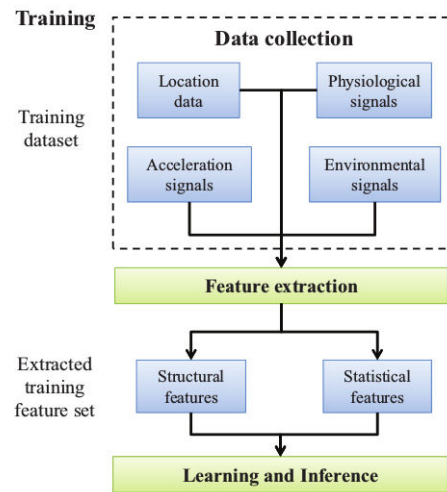 Training
Data collection
Location
data
Physiological
signals
Training
dataset
Acceleration
signals
Environmental
signals
Feature extraction
Extracted
training
feature set
Structural
features
Statistical
features
Learning and Inference